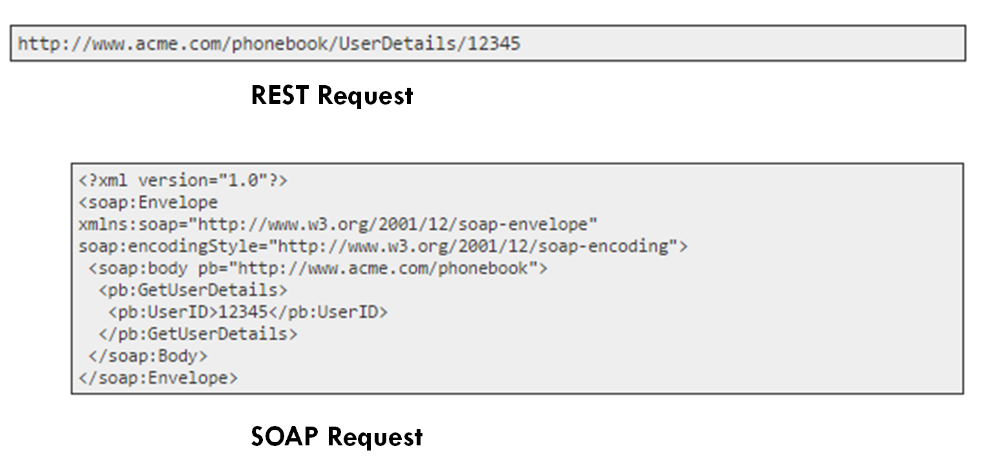 http://www.acme.com/phonebook/UserDetails/12345
REST Request
<?xml version="1.0"?>
<soap:Envelope
xmlns:soap="http://www.w3.org/2001/12/soap-envelope"
soap:encodingStyle="http://www.w3.org/2001/12/soap-encoding">
 <soap:body pb="http://www.acme.com/phonebook">
  <pb:GetUserDetails>
   <pb:UserID>12345</pb:UserID>
  </pb:GetUserDetails>
 </soap:Body>
</soap:Envelope>
SOAP Request